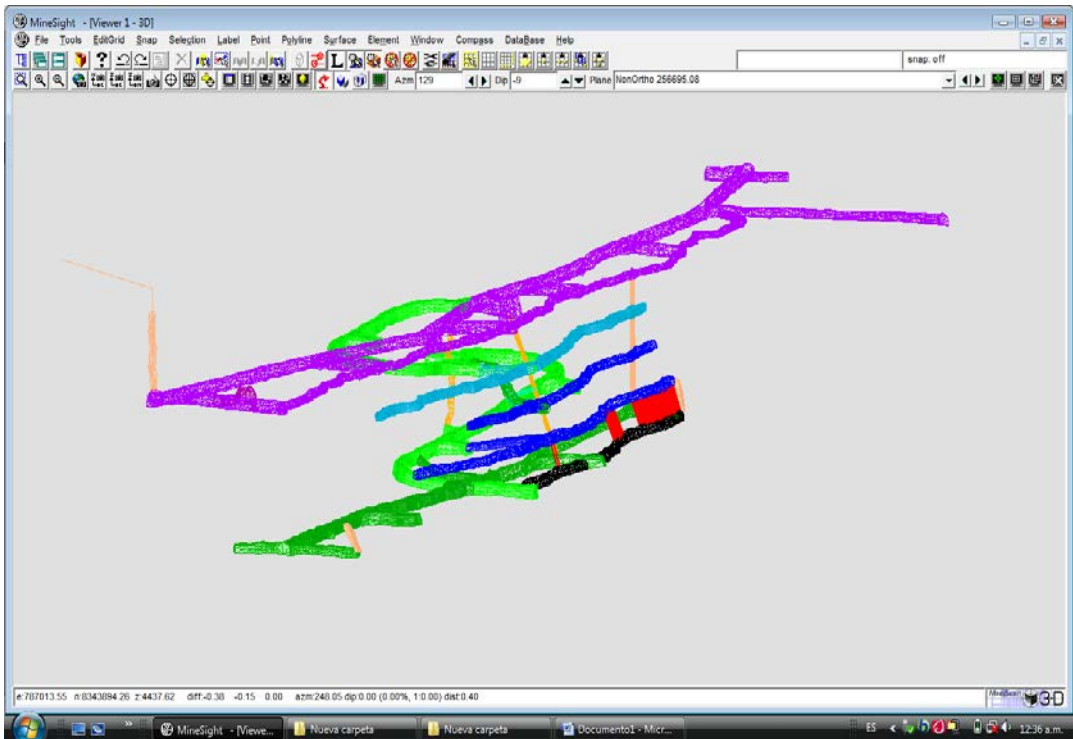 MineSight - [Viewer 1 - 3D]
File Tools EditGrid Snap Selection Label Point Polyline Surface Element Window Compass DataBase Help
snap. off
Azm 129 Dip -9 Plane NonOrtho 256695.08
e:787013.55 n:8343894.26 z:4437.62 diff:-0.38 -0.15 0.00 azm:248.05 dip:0.00 (0.00%, 1:0.00) dist:0.40
3-D
MineSight - [Viewe... Nueva carpeta Nueva carpeta Documento1 - Micr... ES 12:36 a.m.